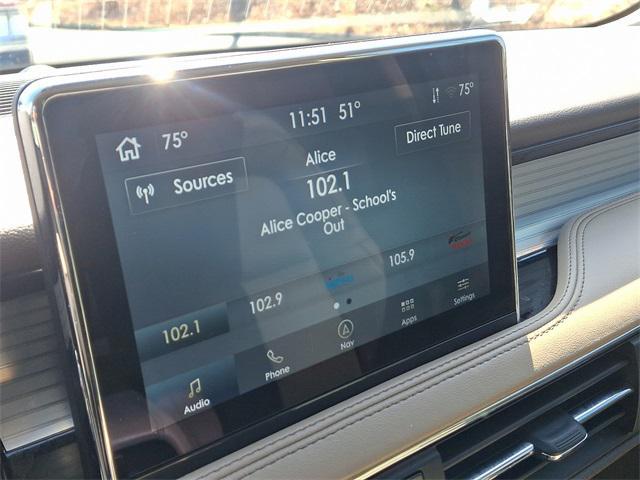 75° 11:51 51° 75°
Sources
Direct Tune
Alice
102.1
Alice Cooper - School's
Out
102.1 102.9 105.9
Audio Phone Nav Apps Settings